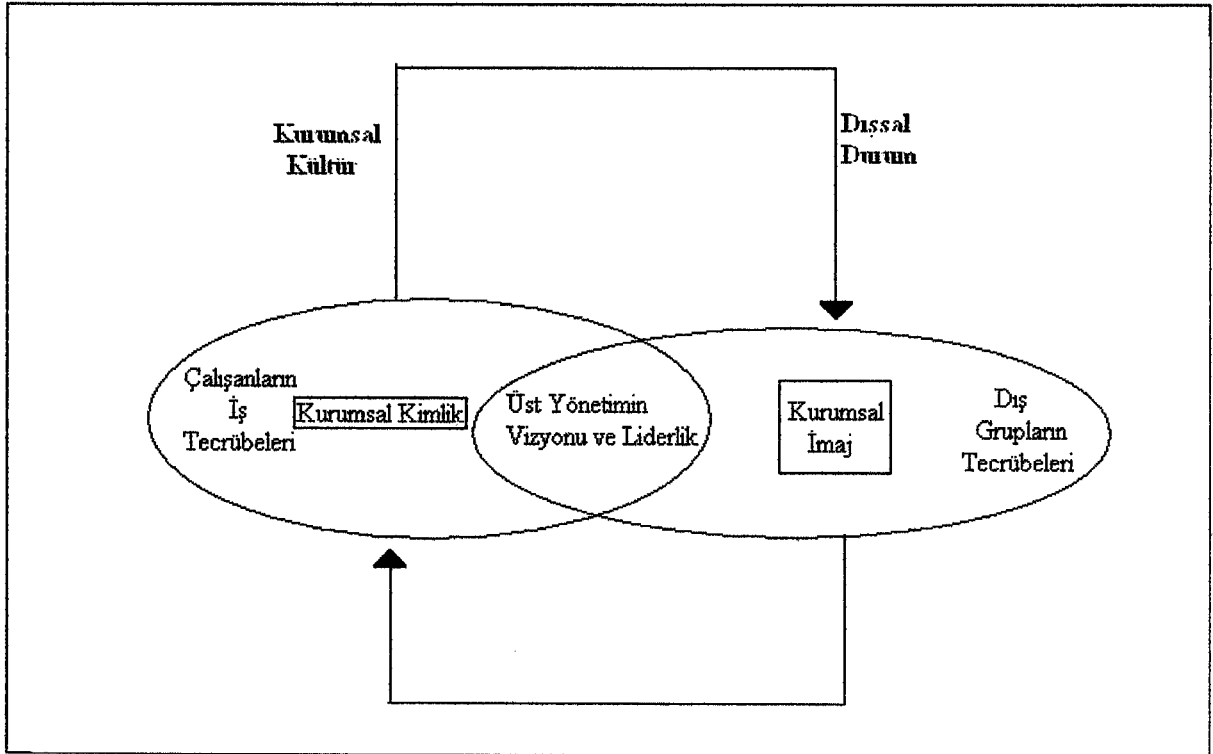 Kurumsal
Kültür
Dışsal
Durum
Çalışanların
İş
Tecrübeleri
Kurumsal Kimlik
Üst Yönetimin
Vizyonu ve Liderlik
Kurumsal
İmaj
Dış
Grupların
Tecrübeleri